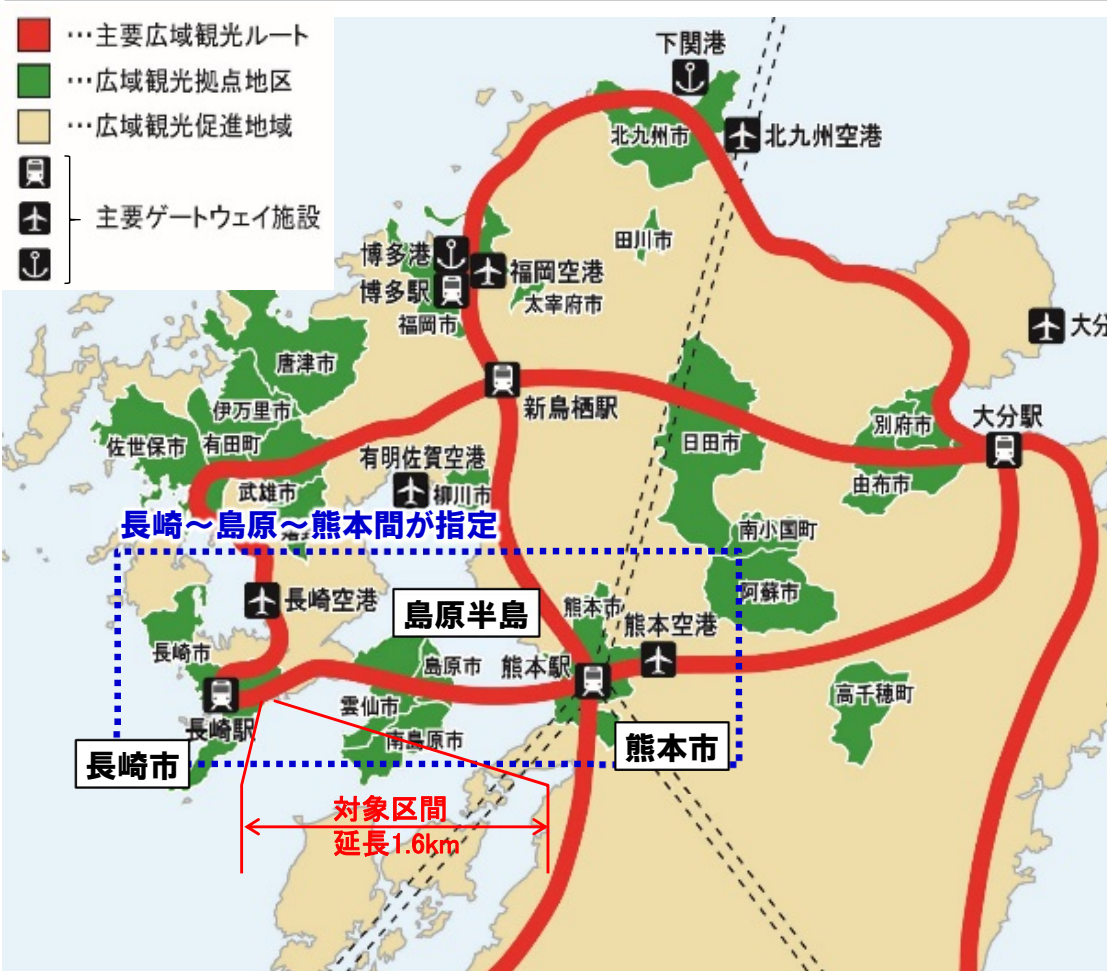 …主要広域観光ルート
…広域観光拠点地区
…広域観光促進地域
主要ゲートウェイ施設
下関港
北九州市
北九州空港
田川市
博多港
福岡空港
博多駅
太宰府市
福岡市
大分
唐津市
新鳥栖駅
伊万里市
別府市
大分駅
佐世保市
有田町
日田市
有明佐賀空港
武雄市
柳川市
由布市
長崎~島原~熊本間が指定
南小国町
長崎空港
島原半島
熊本市
阿蘇市
熊本空港
長崎市
島原市
熊本駅
高千穂町
雲仙市
長崎駅
南島原市
長崎市
熊本市
対象区間
延長1.6km